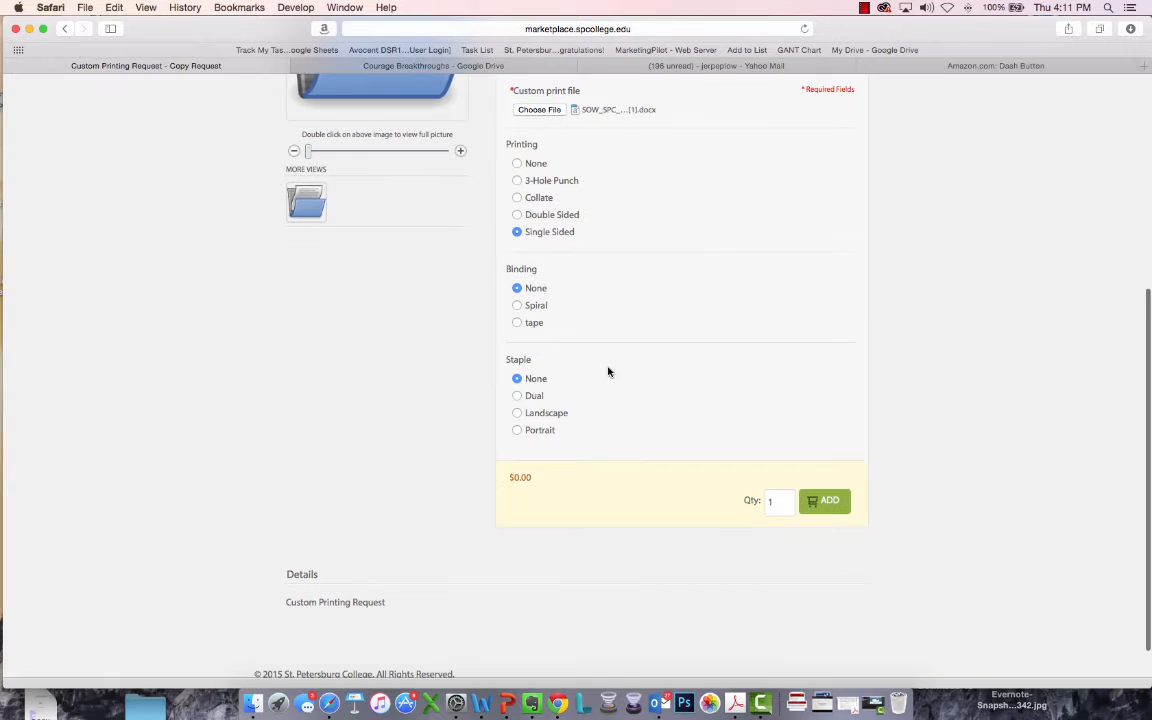 Safari File Edit View History Bookmarks Develop Window Help 100% Thu 4:11 PM
marketplace.spcollege.edu
Track My Tas...oogle Sheets Avocent DSR1...User Login] Task List St. Petersbur...gratulations! MarketingPilot - Web Server Add to List GANT Chart My Drive - Google Drive
Custom Printing Request - Copy Request Courage Breakthroughs - Google Drive (196 unread) - jerpeplow - Yahoo Mail Amazon.com: Dash Button
*Custom print file * Required Fields
Choose File SOW_SPC_...[1].docx
Double click on above image to view full picture
MORE VIEWS
Printing
None
3-Hole Punch
Collate
Double Sided
Single Sided
Binding
None
Spiral
tape
Staple
None
Dual
Landscape
Portrait
$0.00
Qty: 1 ADD
Details
Custom Printing Request
© 2015 St. Petersburg College. All Rights Reserved.
Evernote-
Snapsh...342.jpg